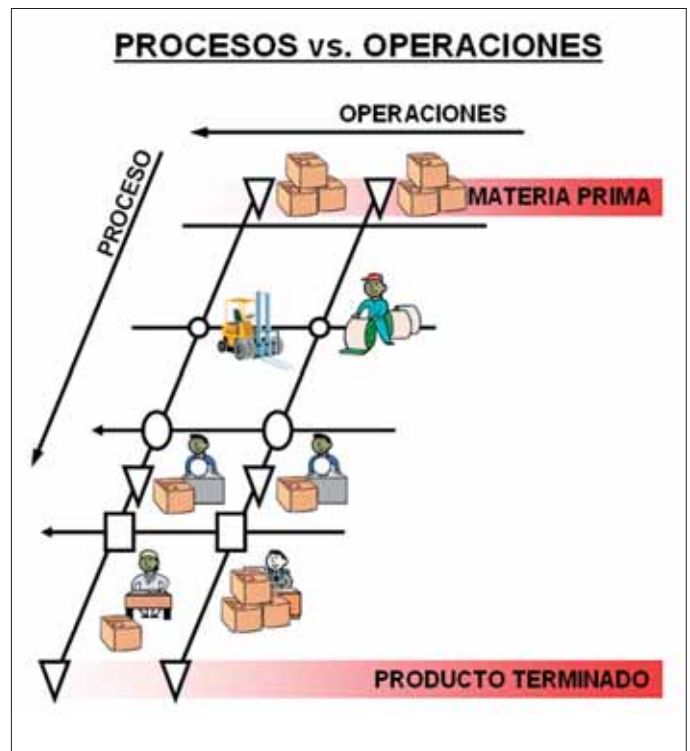 PROCESOS vs. OPERACIONES
OPERACIONES
PROCESO
MATERIA PRIMA
PRODUCTO TERMINADO